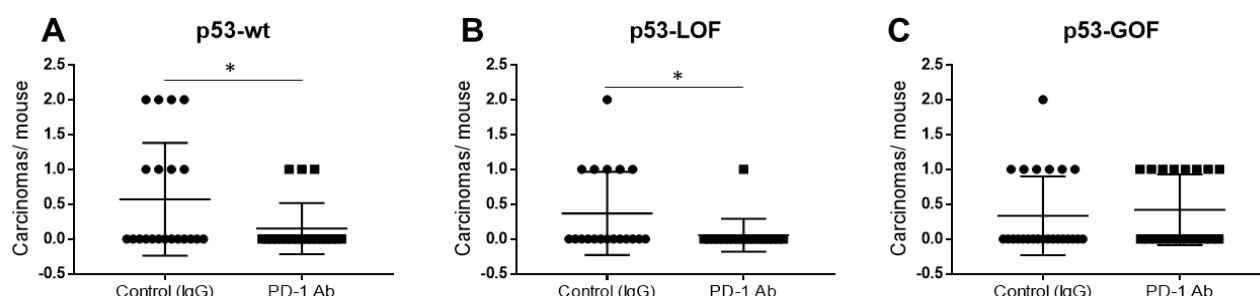 A p53-wt
2.5
*
2.0
1.5
1.0
0.5
0.0
-0.5
Carcinomas/ mouse
Control (IgG) PD-1 Ab
B p53-LOF
2.5
*
2.0
1.5
1.0
0.5
0.0
-0.5
Carcinomas/ mouse
Control (IgG) PD-1 Ab
C p53-GOF
2.5
2.0
1.5
1.0
0.5
0.0
-0.5
Carcinomas/ mouse
Control (IgG) PD-1 Ab